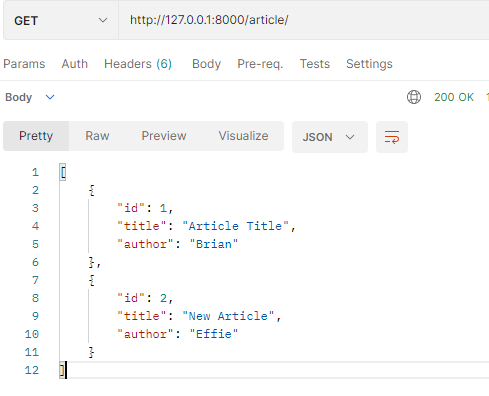 GET http://127.0.0.1:8000/article/
Params Auth Headers (6) Body Pre-req. Tests Settings
Body 200 OK
Pretty Raw Preview Visualize JSON
1 [
2 {
3 "id": 1,
4 "title": "Article Title",
5 "author": "Brian"
6 },
7 {
8 "id": 2,
9 "title": "New Article",
10 "author": "Effie"
11 }
12 ]